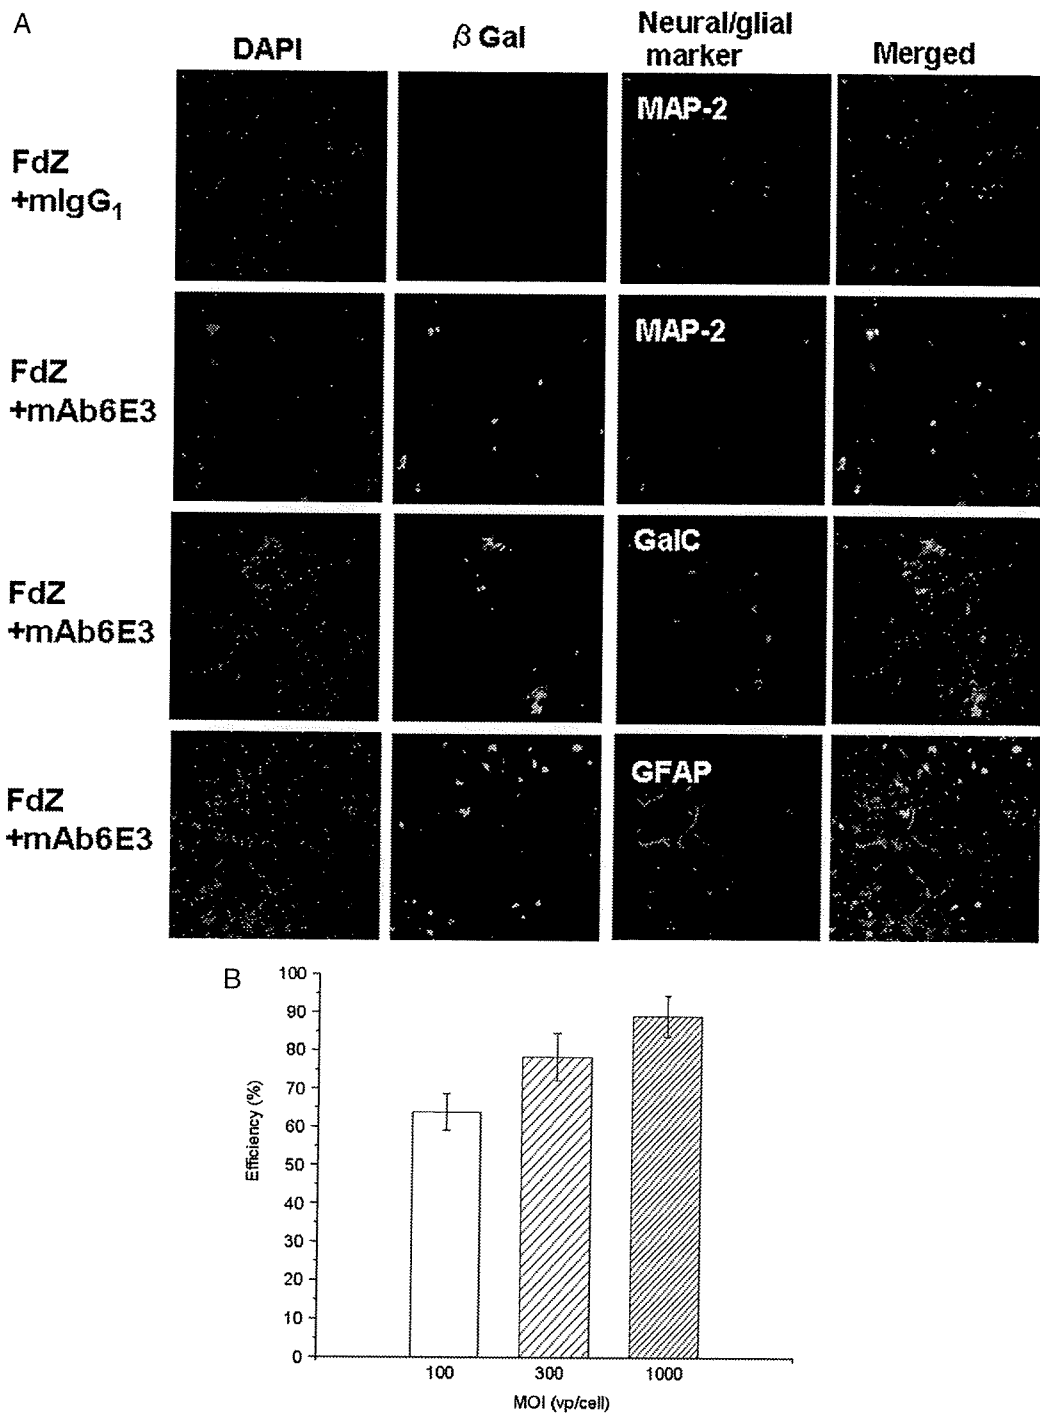 A
DAPI
β Gal
Neural/glial
marker
Merged
FdZ
+mIgG₁
MAP-2
FdZ
+mAb6E3
MAP-2
FdZ
+mAb6E3
GalC
FdZ
+mAb6E3
GFAP
B
100
90
80
70
60
50
40
30
20
10
0
Efficiency (%)
100
300
1000
MOI (vp/cell)